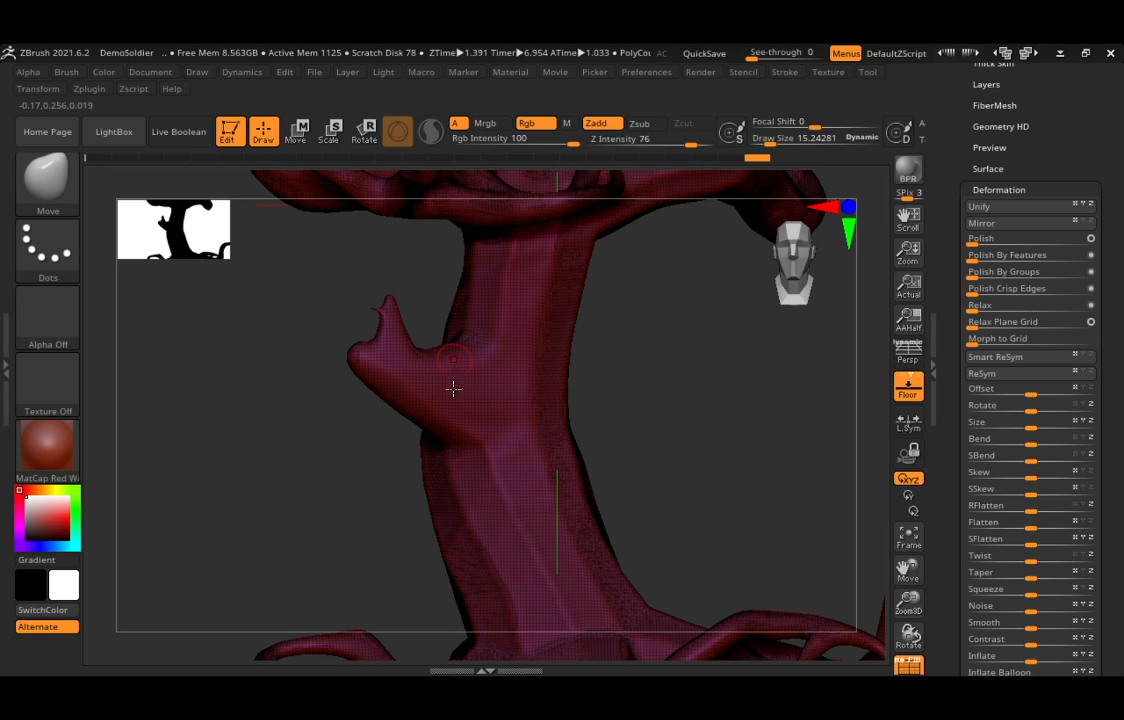 ZBrush 2021.6.2 DemoSoldier .. ● Free Mem 8.563GB ● Active Mem 1125 ● Scratch Disk 78 ● ZTime▶1.391 Timer▶6.954 ATime▶1.033 ● PolyCou AC QuickSave See-through 0 Menus DefaultZScript
Alpha Brush Color Document Draw Dynamics Edit File Layer Light Macro Marker Material Movie Picker Preferences Render Stencil Stroke Texture Tool
Transform Zplugin Zscript Help
-0.17,0.256,0.019
Home Page LightBox Live Boolean Edit Draw Move Scale Rotate
A Mrgb Rgb M Zadd Zsub Zcut
Rgb Intensity 100 Z Intensity 76
S Focal Shift 0
Draw Size 15.24281 Dynamic D
Move
Dots
Alpha Off
Texture Off
MatCap Red W
Gradient
SwitchColor
Alternate
BPR
SPix 3
Scroll
Zoom
Actual
AAHalf
Dynamic
Persp
Floor
L.Sym
XYZ
Y
Z
Frame
Move
Zoom3D
Rotate
Thick Skin
Layers
FiberMesh
Geometry HD
Preview
Surface
Deformation
Unify
Mirror
Polish
Polish By Features
Polish By Groups
Polish Crisp Edges
Relax
Relax Plane Grid
Morph to Grid
Smart ReSym
ReSym
Offset
Rotate
Size
Bend
SBend
Skew
SSkew
RFlatten
Flatten
SFlatten
Twist
Taper
Squeeze
Noise
Smooth
Contrast
Inflate
Inflate Balloon